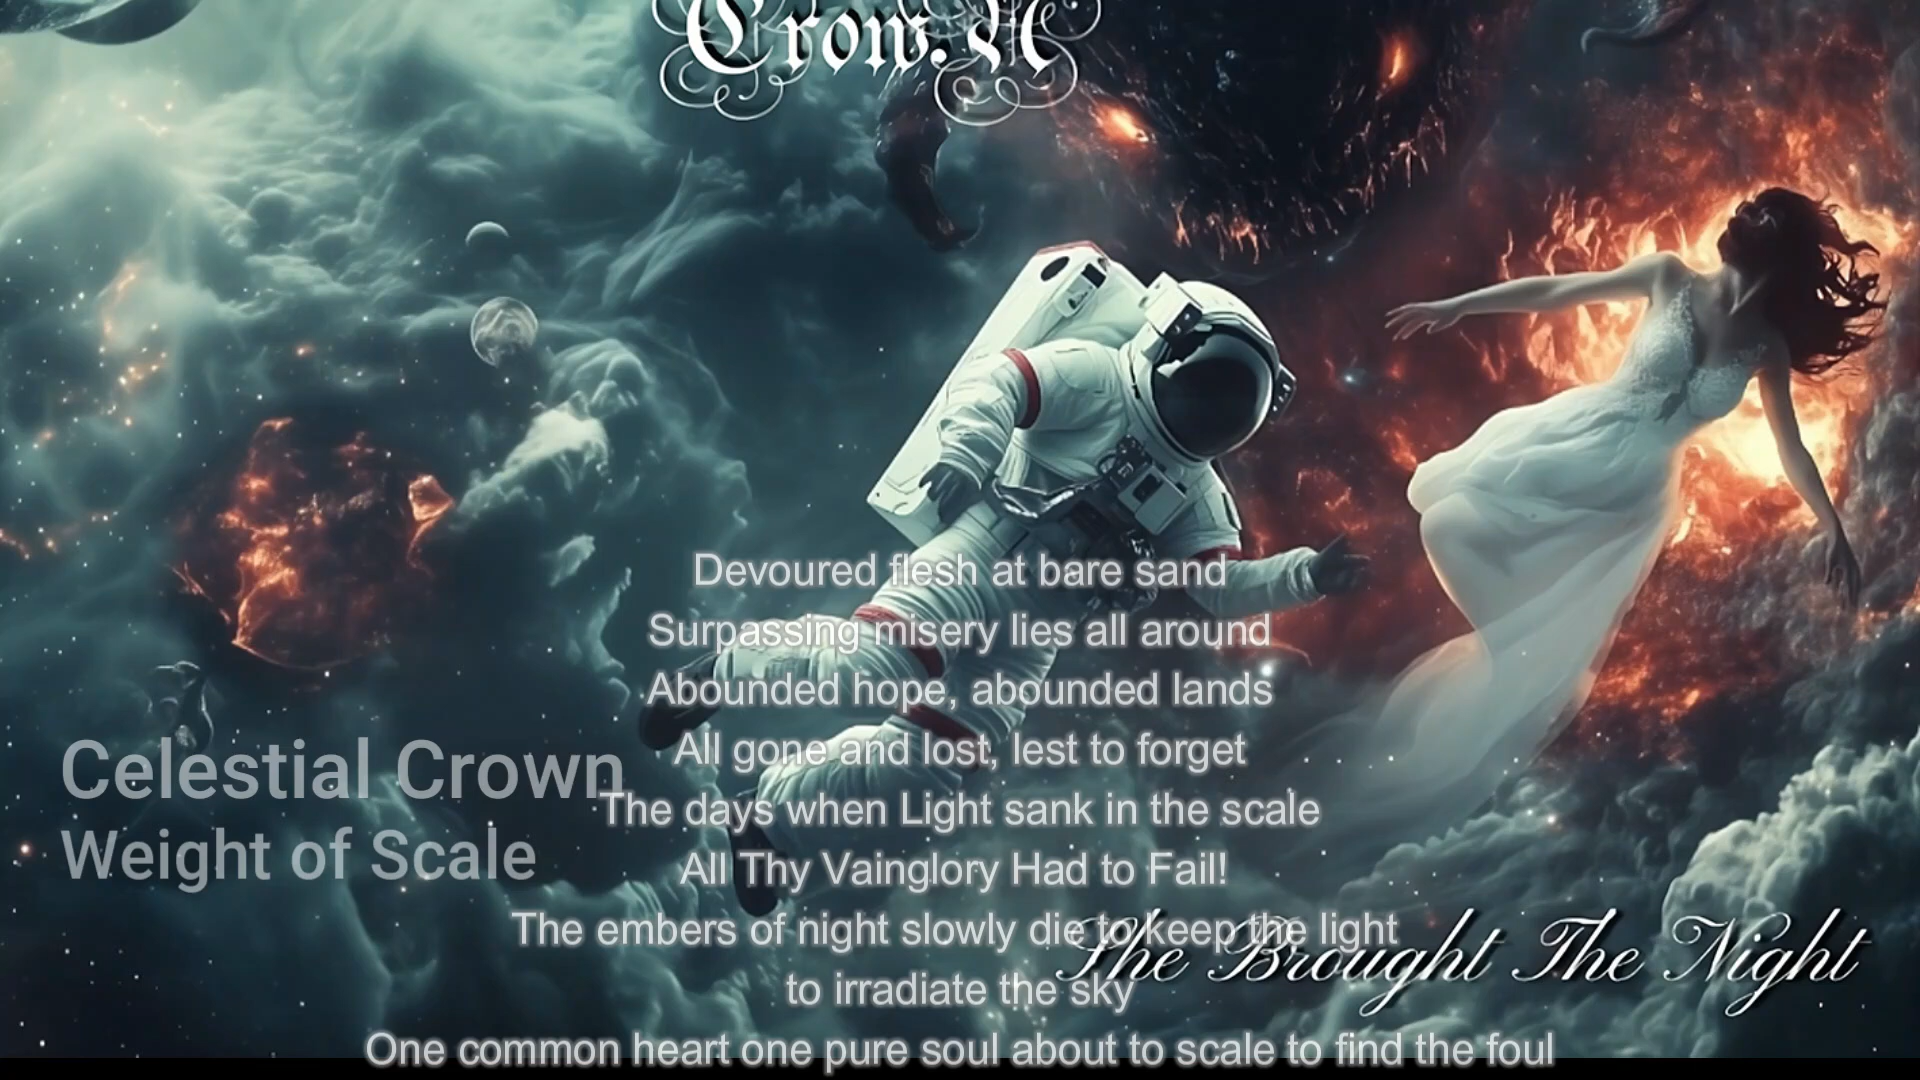 Crow.N
Devoured flesh at bare sand
Surpassing misery lies all around
Abounded hope, abounded lands
All gone and lost, lest to forget
Celestial Crown
The days when Light sank in the scale
Weight of Scale
All Thy Vainglory Had to Fail!
The embers of night slowly die to keep the light
She Brought The Night
to irradiate the sky
One common heart one pure soul about to scale to find the foul